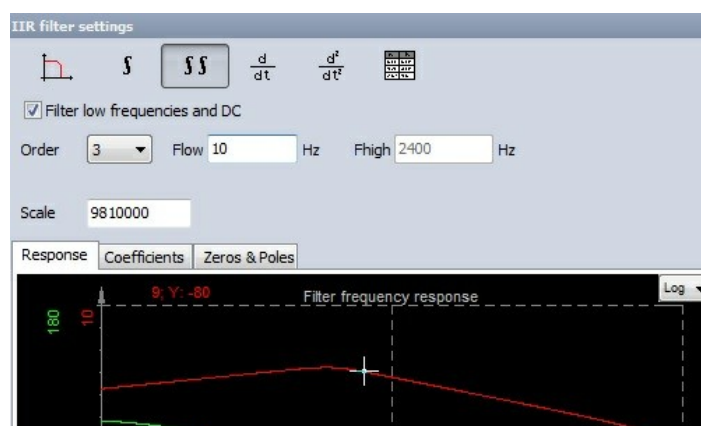 IIR filter settings
∫ ∫∫ d/dt d²/dt²
Filter low frequencies and DC
Order 3 Flow 10 Hz Fhigh 2400 Hz
Scale 9810000
Response Coefficients Zeros & Poles
9; Y: -80 Filter frequency response Log
180 10